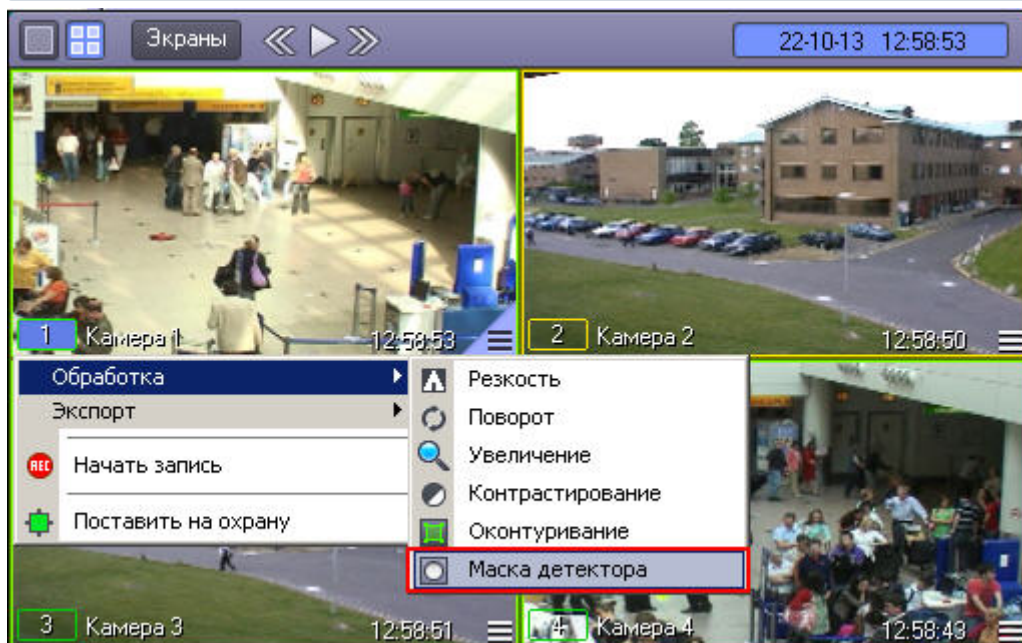 Экраны
22-10-13 12:58:53
1 Камера 1 12:58:53
2 Камера 2 12:58:50
Обработка
Экспорт
REC Начать запись
Поставить на охрану
Резкость
Поворот
Увеличение
Контрастирование
Оконтуривание
Маска детектора
3 Камера 3 12:58:51
4 Камера 4 12:58:43